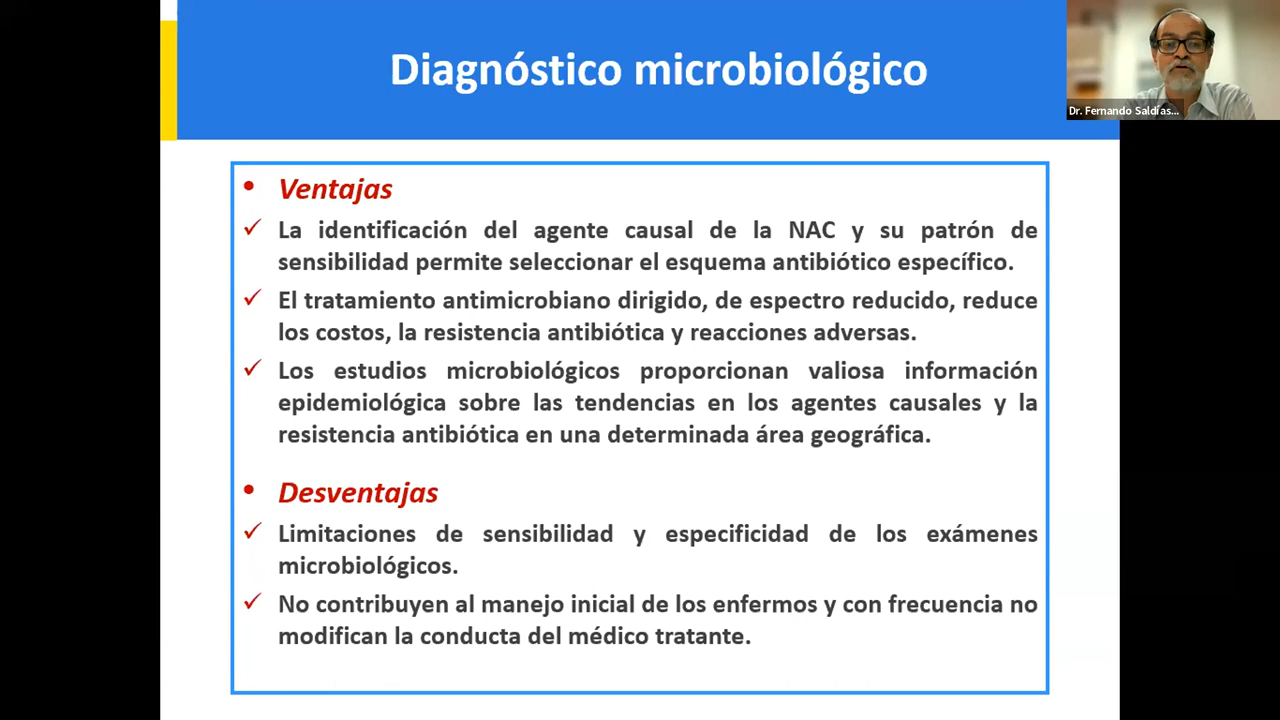 Diagnóstico microbiológico
Dr. Fernando Saldías...
• Ventajas
✓ La identificación del agente causal de la NAC y su patrón de
sensibilidad permite seleccionar el esquema antibiótico específico.
✓ El tratamiento antimicrobiano dirigido, de espectro reducido, reduce
los costos, la resistencia antibiótica y reacciones adversas.
✓ Los estudios microbiológicos proporcionan valiosa información
epidemiológica sobre las tendencias en los agentes causales y la
resistencia antibiótica en una determinada área geográfica.
• Desventajas
✓ Limitaciones de sensibilidad y especificidad de los exámenes
microbiológicos.
✓ No contribuyen al manejo inicial de los enfermos y con frecuencia no
modifican la conducta del médico tratante.